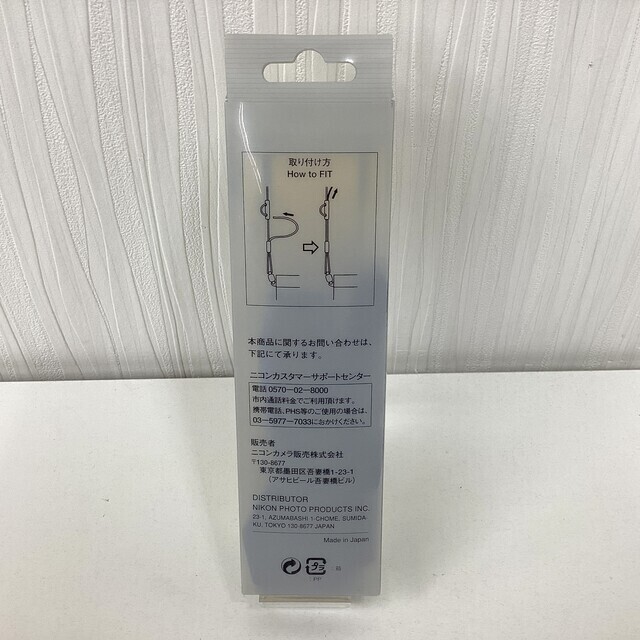 取り付け方
How to FIT
本商品に関するお問い合わせは、
下記にて承ります。
ニコンカスタマーサポートセンター
電話 0570-02-8000
市内通話料金でご利用頂けます。
携帯電話、PHS等のご使用の場合は、
03-5977-7033におかけください。
販売者
ニコンカメラ販売株式会社
〒130-8677
東京都墨田区吾妻橋1-23-1
(アサヒビール吾妻橋ビル)
DISTRIBUTOR
NIKON PHOTO PRODUCTS INC.
23-1, AZUMABASHI 1-CHOME, SUMIDA-
KU, TOKYO 130-8677 JAPAN
Made in Japan
プラ